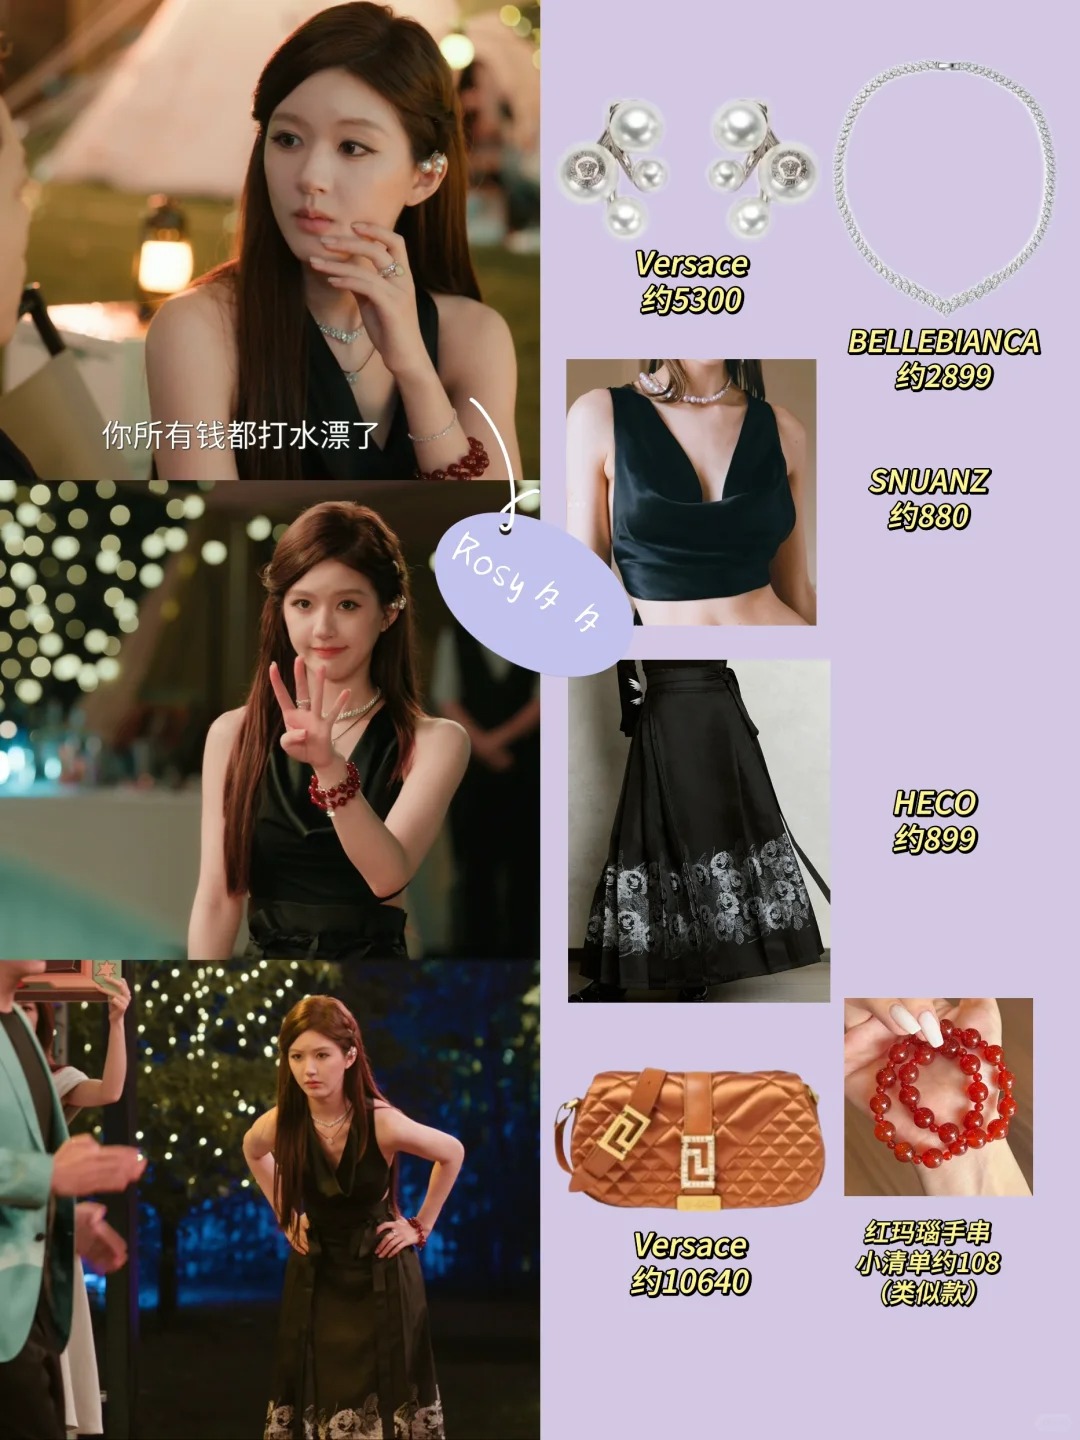 你所有钱都打水漂了
Rosy夕夕
Versace
约5300
BELLEBIANCA
约2899
SNUANZ
约880
HECO
约899
Versace
约10640
红玛瑙手串
小清单约108
（类似款）